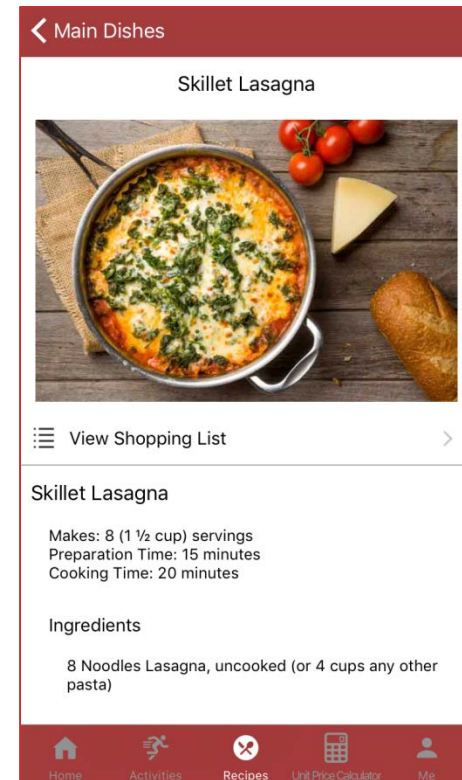 Main Dishes
Skillet Lasagna
View Shopping List
Skillet Lasagna
Makes: 8 (1 ½ cup) servings
Preparation Time: 15 minutes
Cooking Time: 20 minutes
Ingredients
8 Noodles Lasagna, uncooked (or 4 cups any other
pasta)
Home Activities Recipes Unit Price Calculator Me